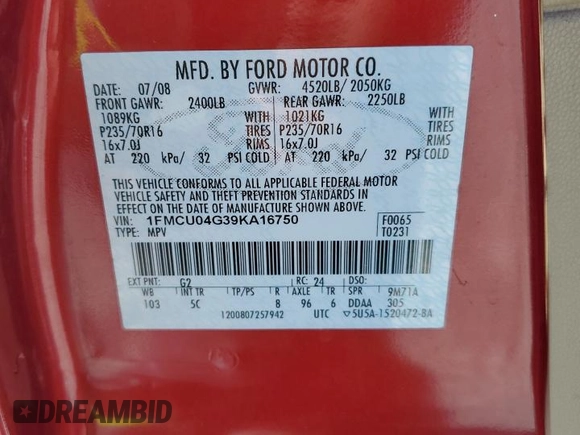 MFD. BY FORD MOTOR CO.
DATE: 07/08 GVWR: 4520LB/ 2050KG
FRONT GAWR: 2400LB REAR GAWR: 2250LB
1089KG WITH 1021KG WITH
P235/70R16 TIRES P235/70R16 TIRES
16x7.0J RIMS 16x7.0J RIMS
AT 220 kPa/ 32 PSI COLD AT 220 kPa/ 32 PSI COLD
THIS VEHICLE CONFORMS TO ALL APPLICABLE FEDERAL MOTOR
VEHICLE SAFETY AND THEFT PREVENTION STANDARDS IN
EFFECT ON THE DATE OF MANUFACTURE SHOWN ABOVE.
VIN: 1FMCU04G39KA16750 F0065
TYPE: MPV T0231
EXT PNT: G2 RC: 24 DSO:
WB INT TR TP/PS R AXLE TR SPR 9M71A
103 5C 8 96 6 DDAA 305
1200807257942 UTC ▽5U5A-1520472-BA
Ford
DREAMBID